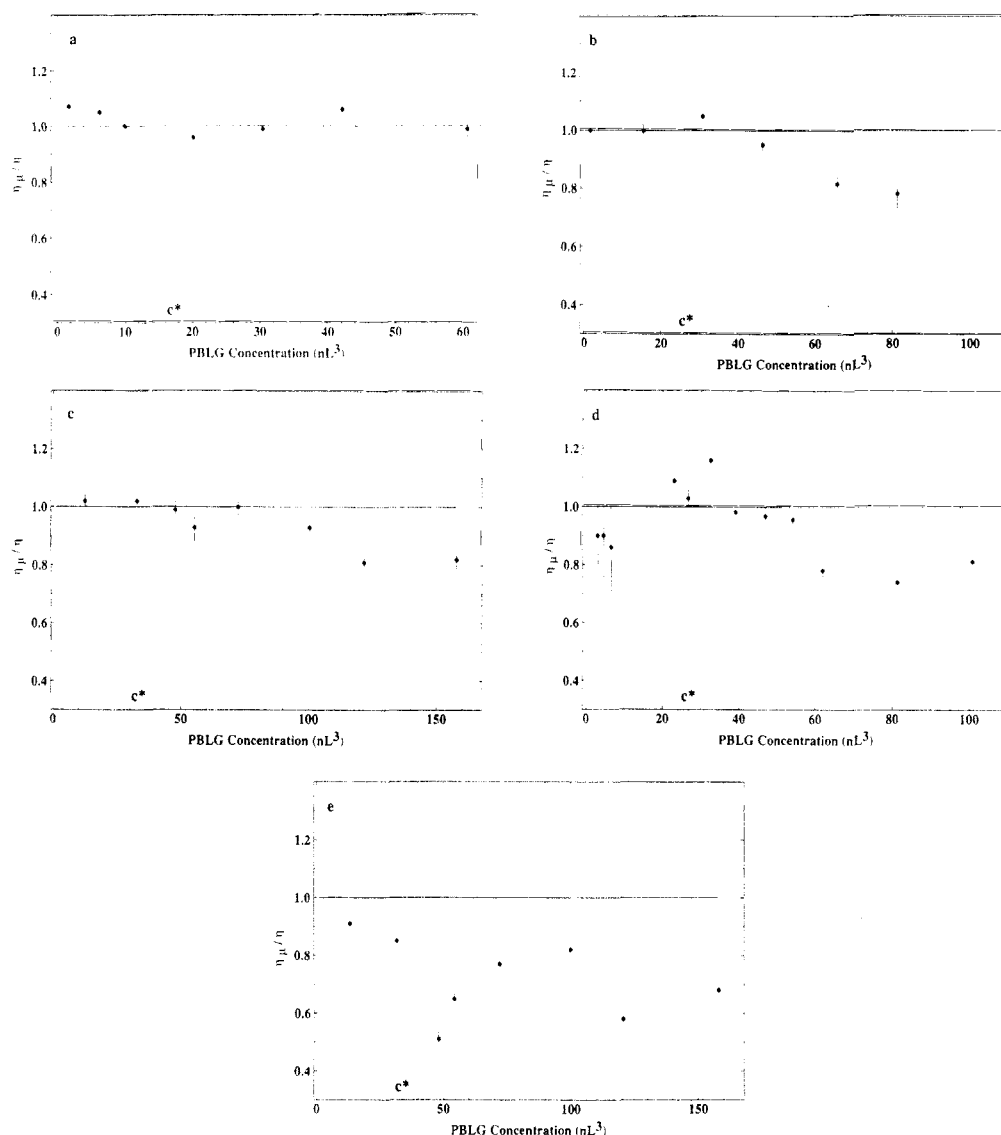 a
1.2
1.0
0.8
0.6
0.4
η μ / η
c*
0 10 20 30 40 50 60
PBLG Concentration (nL³)
b
1.2
1.0
0.8
0.6
0.4
η μ / η
c*
0 20 40 60 80 100
PBLG Concentration (nL³)
c
1.2
1.0
0.8
0.6
0.4
η μ / η
c*
0 50 100 150
PBLG Concentration (nL³)
d
1.2
1.0
0.8
0.6
0.4
η μ / η
c*
0 20 40 60 80 100
PBLG Concentration (nL³)
e
1.2
1.0
0.8
0.6
0.4
η μ / η
c*
0 50 100 150
PBLG Concentration (nL³)